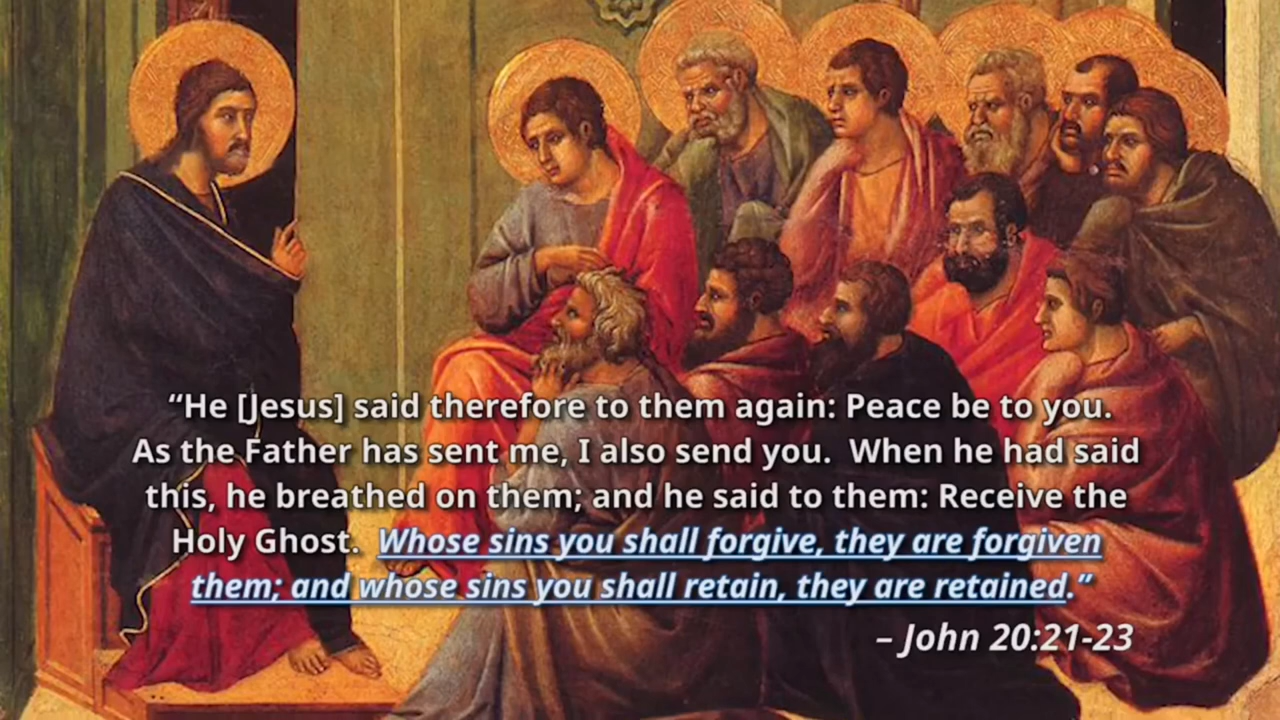 “He [Jesus] said therefore to them again: Peace be to you.
As the Father has sent me, I also send you.  When he had said
this, he breathed on them; and he said to them: Receive the
Holy Ghost.  Whose sins you shall forgive, they are forgiven
them; and whose sins you shall retain, they are retained.”
– John 20:21-23